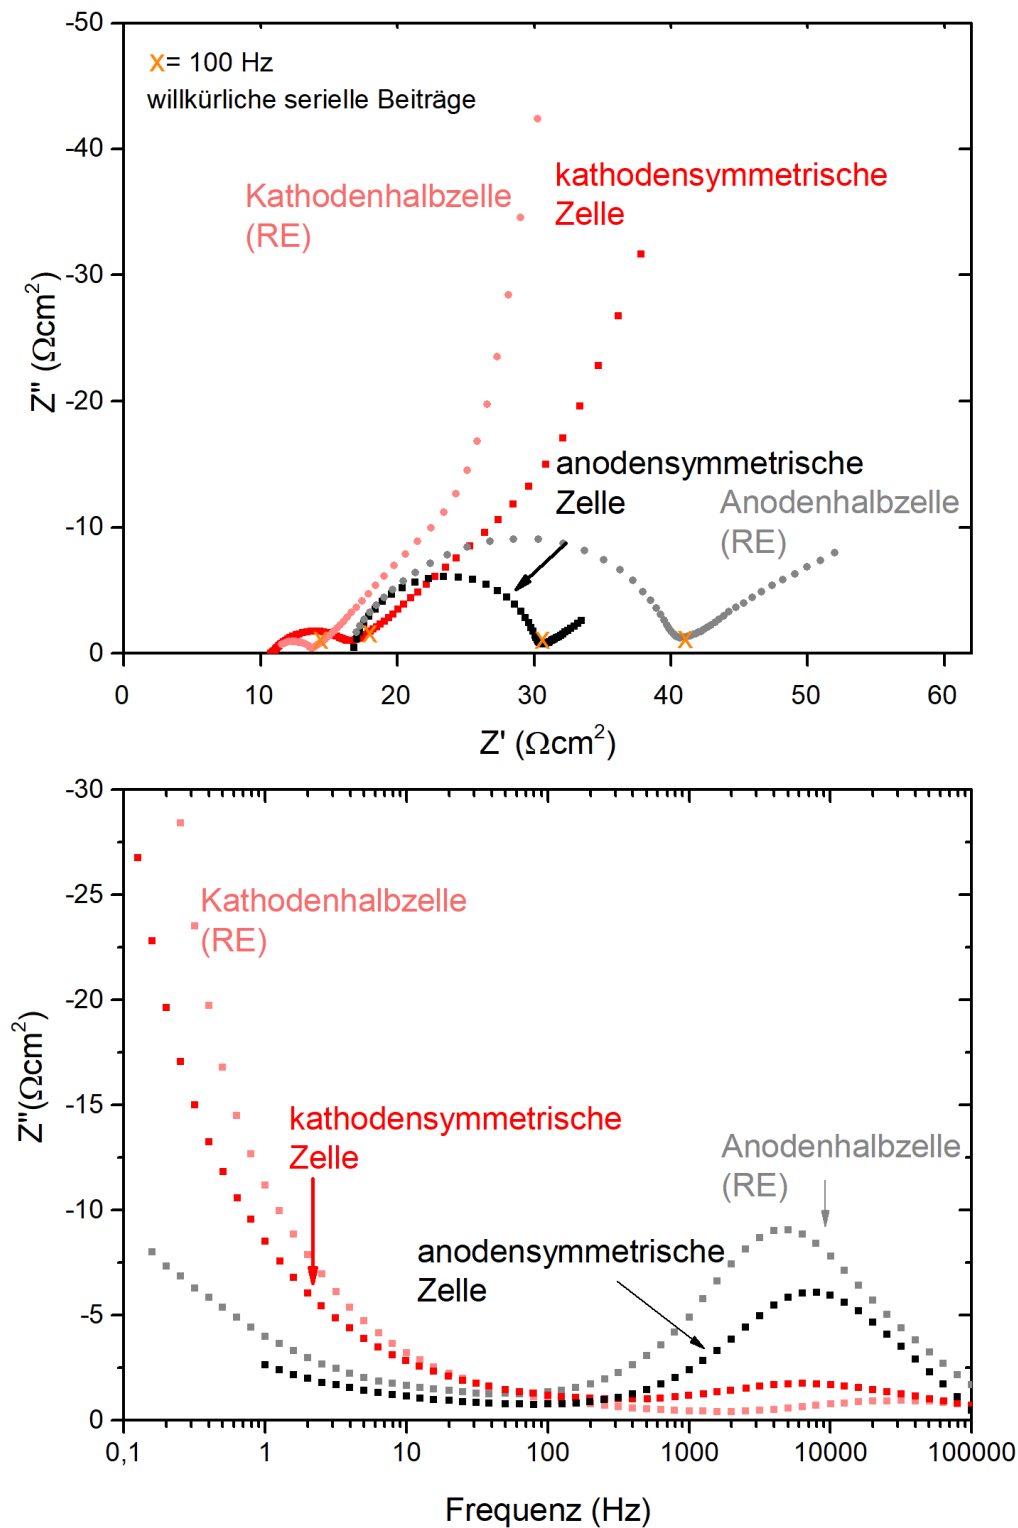 -50
x= 100 Hz
willkürliche serielle Beiträge
-40
kathodensymmetrische
Zelle
Kathodenhalbzelle
(RE)
-30
Z" (Ωcm²)
-20
anodensymmetrische
Zelle
Anodenhalbzelle
(RE)
-10
x x x x
0
0 10 20 30 40 50 60
Z' (Ωcm²)
-30
-25
Kathodenhalbzelle
(RE)
-20
Z"(Ωcm²)
-15
kathodensymmetrische
Zelle
Anodenhalbzelle
(RE)
-10
anodensymmetrische
Zelle
-5
0
0,1 1 10 100 1000 10000 100000
Frequenz (Hz)